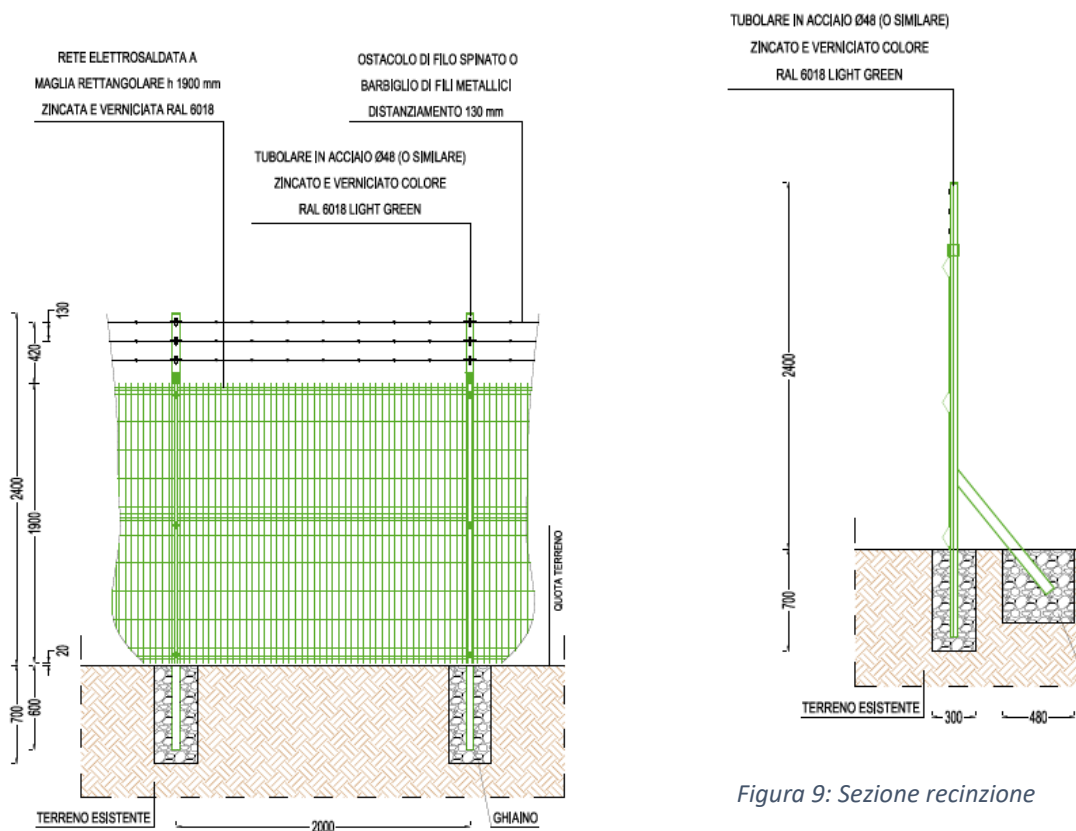 TUBOLARE IN ACCIAIO Ø48 (O SIMILARE)
ZINCATO E VERNICIATO COLORE
RAL 6018 LIGHT GREEN
RETE ELETTROSALDATA A
MAGLIA RETTANGOLARE h 1900 mm
ZINCATA E VERNICIATA RAL 6018
OSTACOLO DI FILO SPINATO O
BARBIGLIO DI FILI METALLICI
DISTANZIAMENTO 130 mm
TUBOLARE IN ACCIAIO Ø48 (O SIMILARE)
ZINCATO E VERNICIATO COLORE
RAL 6018 LIGHT GREEN
130
420
2400
1900
20
700
600
QUOTA TERRENO
TERRENO ESISTENTE
2000
GHIAINO
2400
700
TERRENO ESISTENTE
300
480
Figura 9: Sezione recinzione